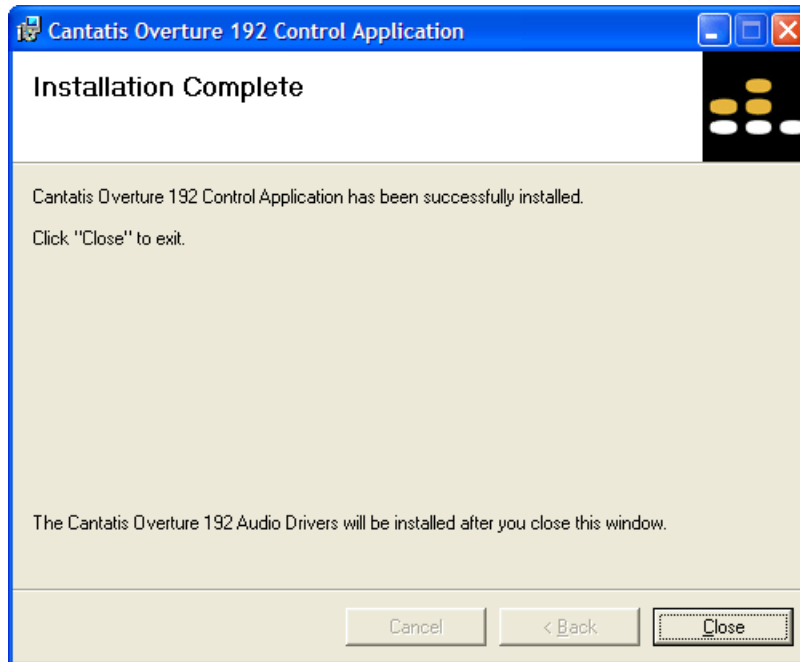 Cantatis Overture 192 Control Application
Installation Complete
Cantatis Overture 192 Control Application has been successfully installed.
Click "Close" to exit.
The Cantatis Overture 192 Audio Drivers will be installed after you close this window.
Cancel < Back Close